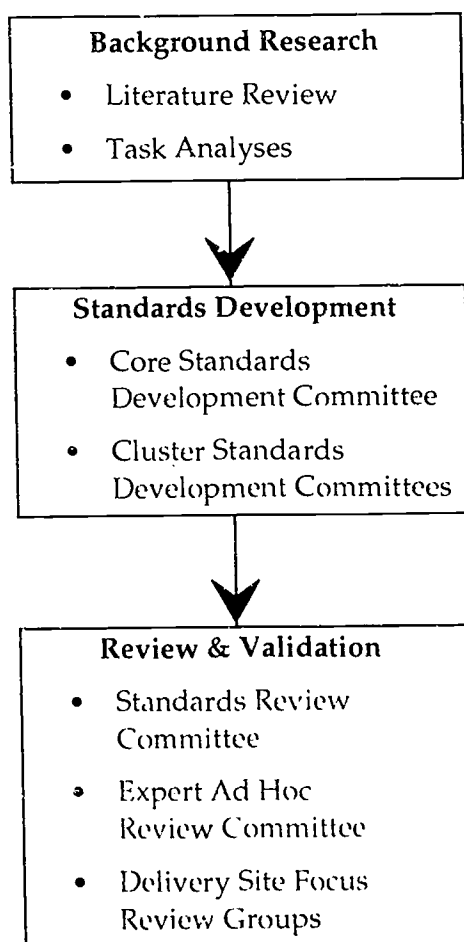 Background Research
• Literature Review
• Task Analyses
Standards Development
• Core Standards
Development Committee
• Cluster Standards
Development Committees
Review & Validation
• Standards Review
Committee
• Expert Ad Hoc
Review Committee
• Delivery Site Focus
Review Groups